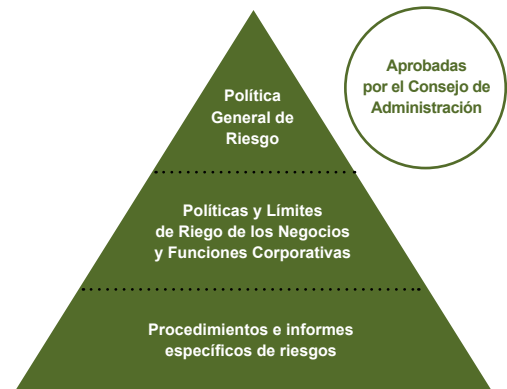 Política
General de
Riesgo
Aprobadas
por el Consejo de
Administración
Políticas y Límites
de Riego de los Negocios
y Funciones Corporativas
Procedimientos e informes
específicos de riesgos